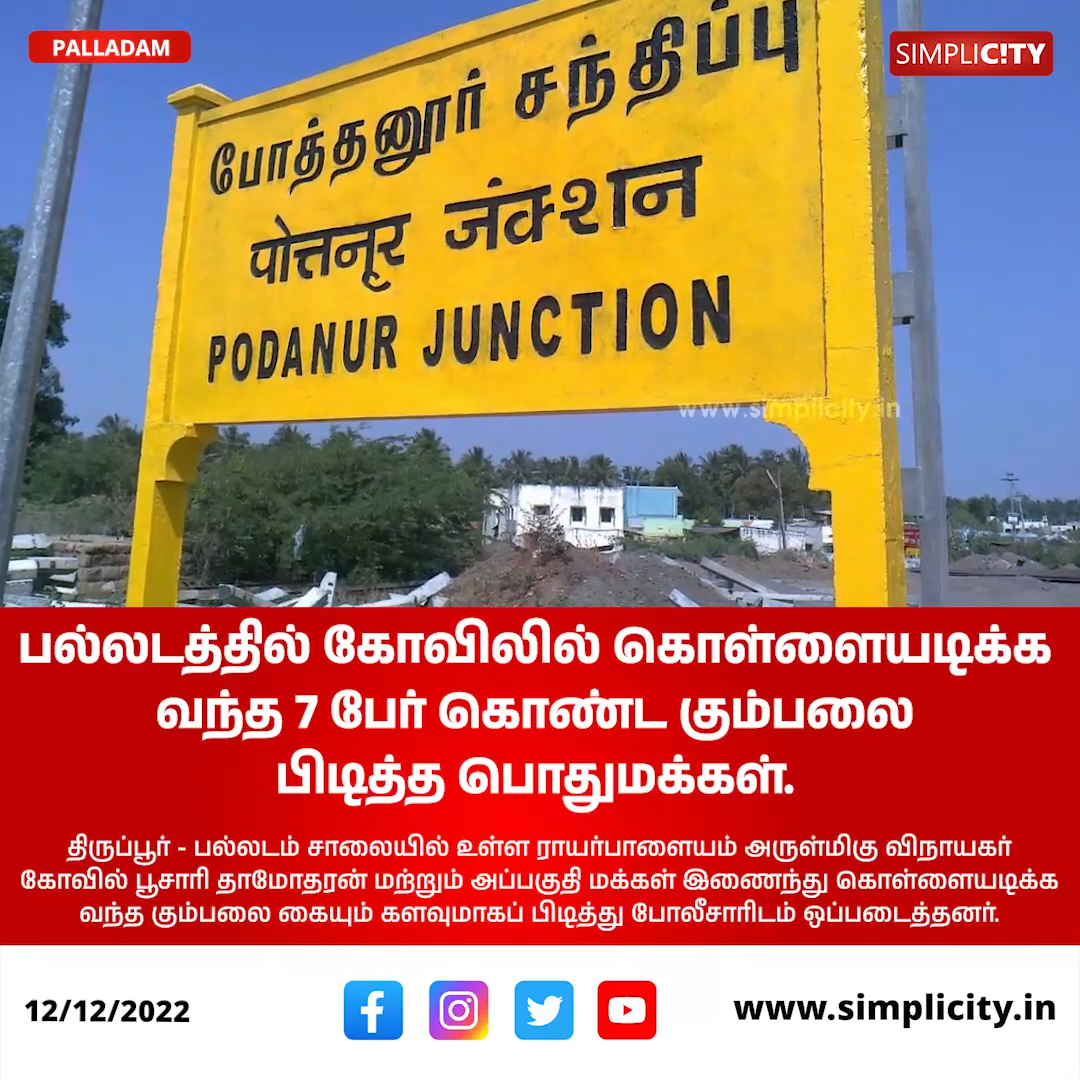 PALLADAM
SIMPLIC!TY
போத்தனூர் சந்திப்பு
पोत्तनूर जंक्शन
PODANUR JUNCTION
www.simplicity.in
பல்லடத்தில் கோவிலில் கொள்ளையடிக்க
வந்த 7 பேர் கொண்ட கும்பலை
பிடித்த பொதுமக்கள்.
திருப்பூர் - பல்லடம் சாலையில் உள்ள ராயர்பாளையம் அருள்மிகு விநாயகர்
கோவில் பூசாரி தாமோதரன் மற்றும் அப்பகுதி மக்கள் இணைந்து கொள்ளையடிக்க
வந்த கும்பலை கையும் களவுமாகப் பிடித்து போலீசாரிடம் ஒப்படைத்தனர்.
12/12/2022
www.simplicity.in